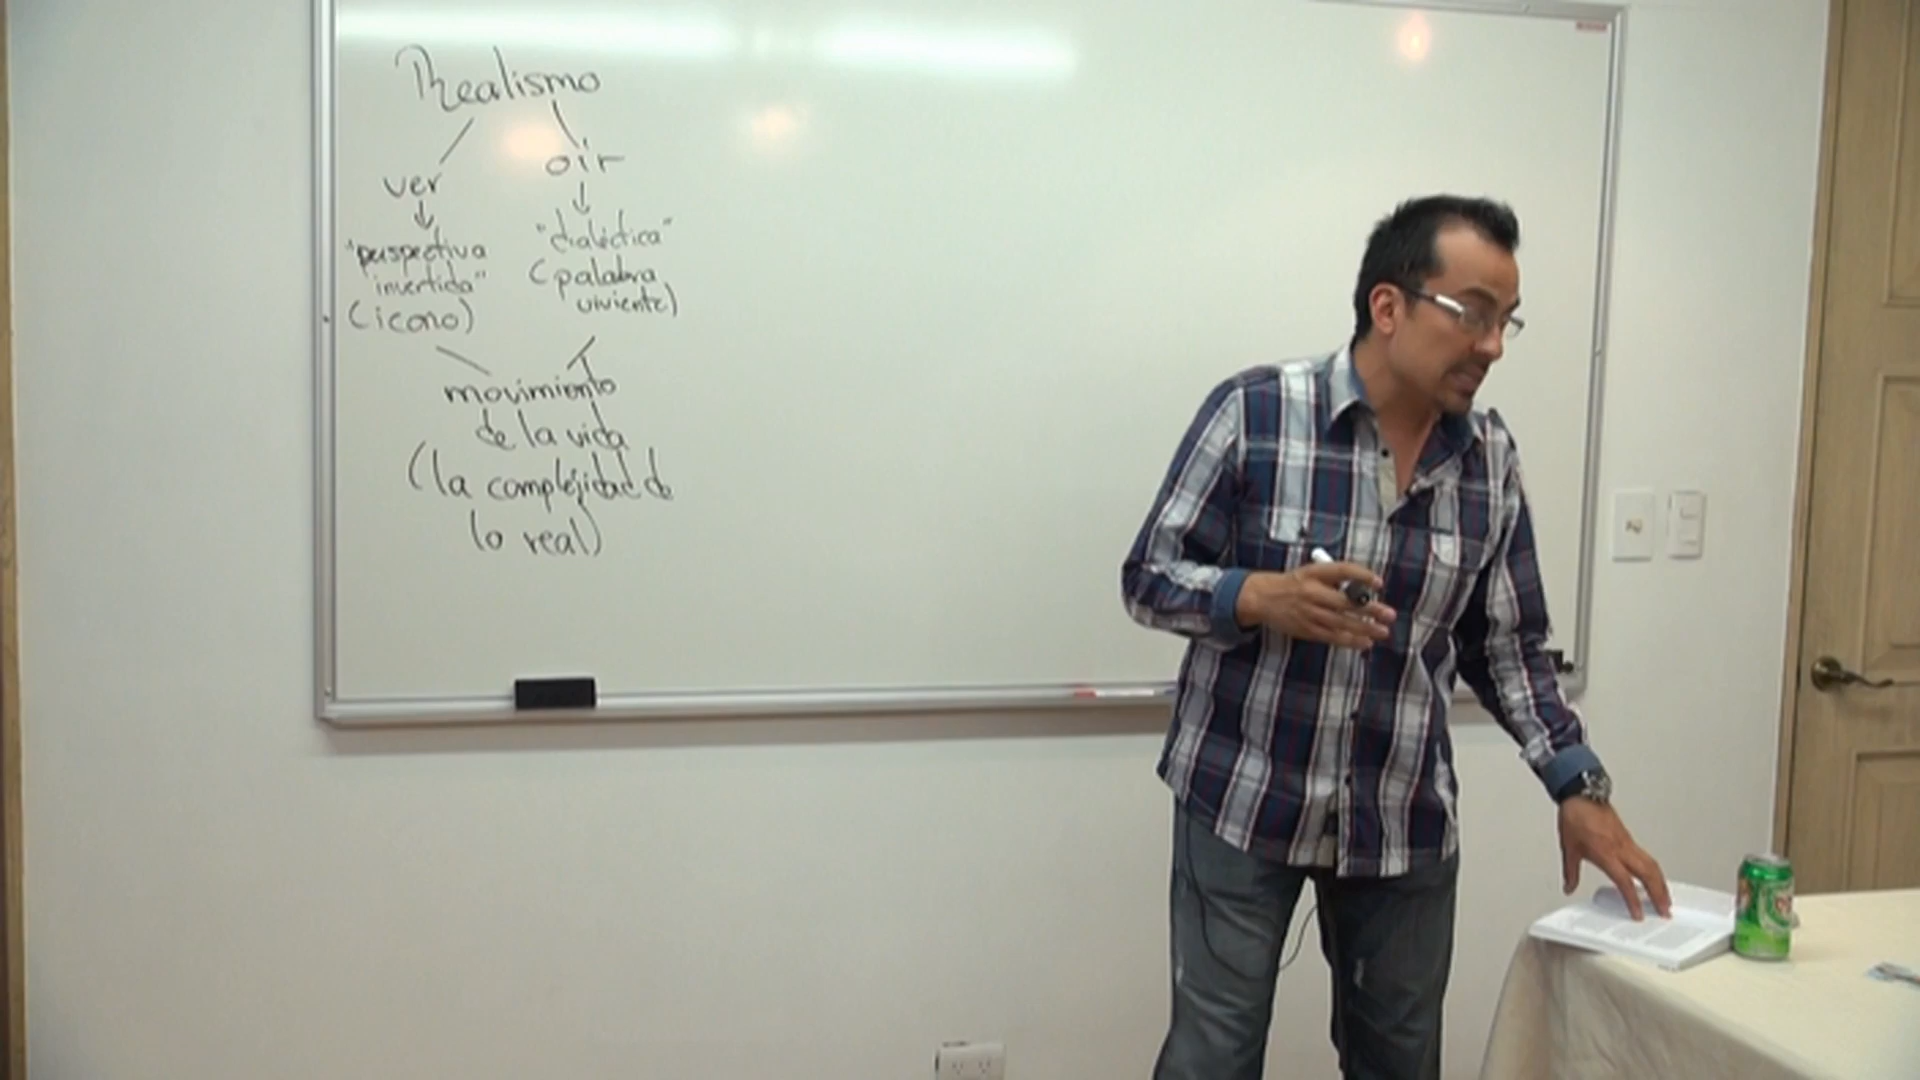 Realismo
ver
oir
"perspectiva
invertida"
(icono)
"dialéctica"
(palabra
viviente)
movimiento
de la vida
(la complejidad de
lo real)